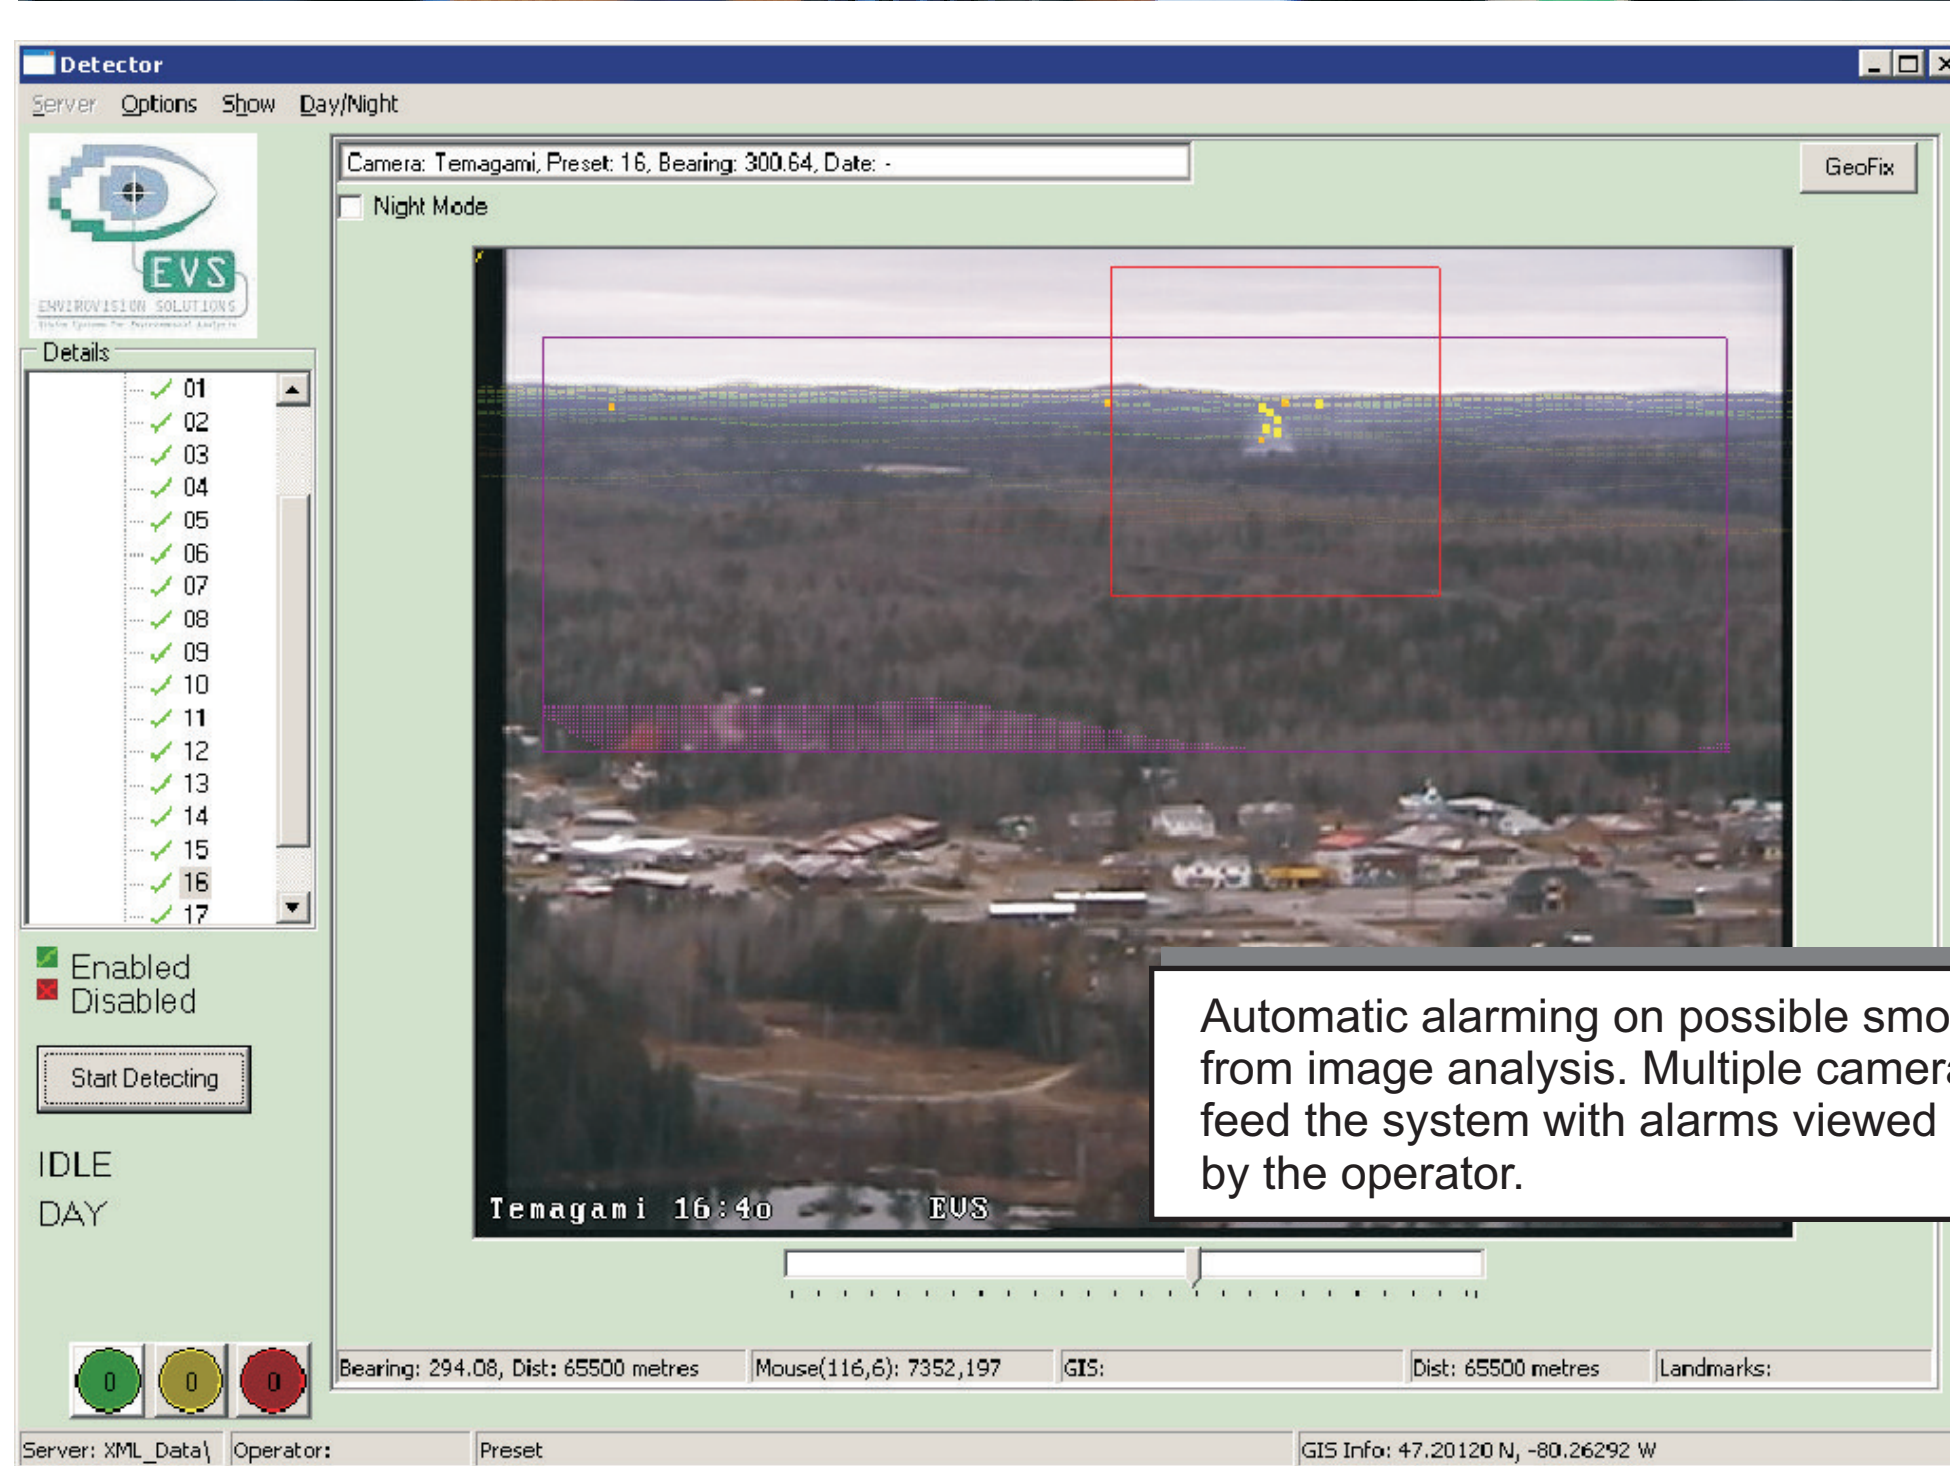 Detector
Server Options Show Day/Night
EVS
ENVIROVISION SOLUTIONS
Camera: Temagami, Preset: 16, Bearing: 300.64, Date: -
GeoFix
Night Mode
Details
01
02
03
04
05
06
07
08
09
10
11
12
13
14
15
16
17
Enabled
Disabled
Start Detecting
IDLE
DAY
Temagami 16:40 EVS
Automatic alarming on possible smo
from image analysis. Multiple camera
feed the system with alarms viewed
by the operator.
0 0 0
Bearing: 294.08, Dist: 65500 metres Mouse(116,6): 7352,197 GIS: Dist: 65500 metres Landmarks:
Server: XML_Data\ Operator: Preset GIS Info: 47.20120 N, -80.26292 W